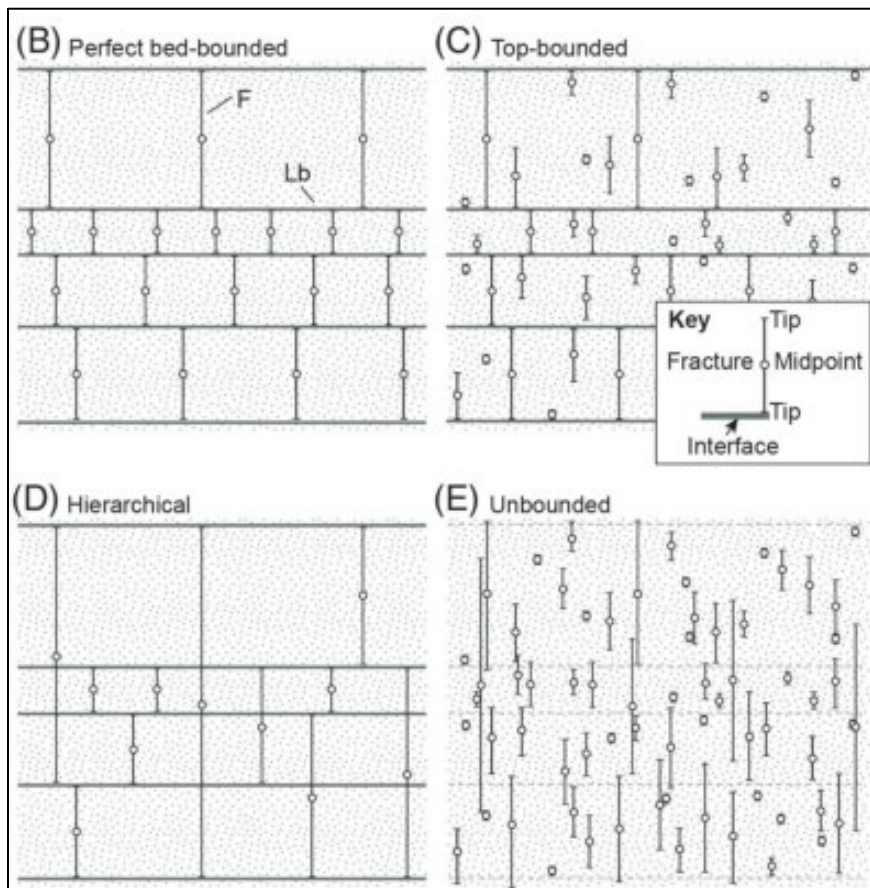 (B) Perfect bed-bounded
F
Lb
(C) Top-bounded
Key
Tip
Fracture
Midpoint
Tip
Interface
(D) Hierarchical
(E) Unbounded